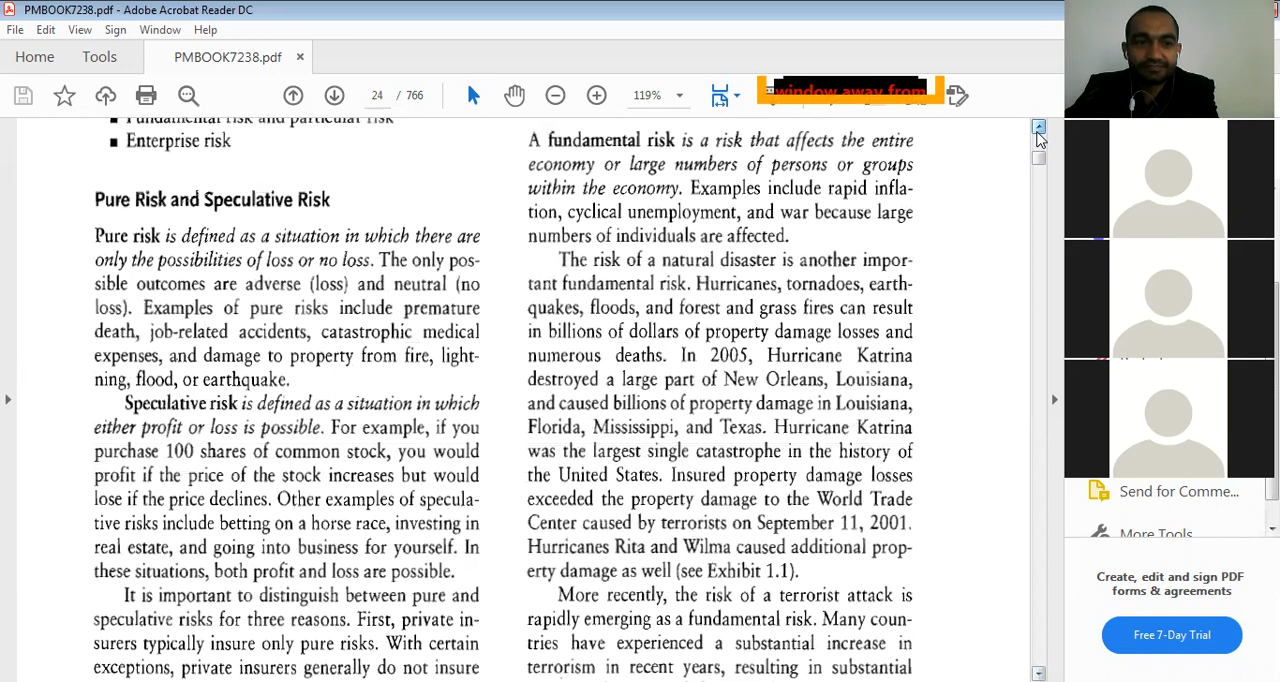 PMBOOK7238.pdf - Adobe Acrobat Reader DC
File Edit View Sign Window Help
Home Tools PMBOOK7238.pdf ×
24 / 766 119% window away from
Fundamental risk and particular risk
■ Enterprise risk
Pure Risk and Speculative Risk
Pure risk is defined as a situation in which there are
only the possibilities of loss or no loss. The only pos-
sible outcomes are adverse (loss) and neutral (no
loss). Examples of pure risks include premature
death, job-related accidents, catastrophic medical
expenses, and damage to property from fire, light-
ning, flood, or earthquake.
Speculative risk is defined as a situation in which
either profit or loss is possible. For example, if you
purchase 100 shares of common stock, you would
profit if the price of the stock increases but would
lose if the price declines. Other examples of specula-
tive risks include betting on a horse race, investing in
real estate, and going into business for yourself. In
these situations, both profit and loss are possible.
It is important to distinguish between pure and
speculative risks for three reasons. First, private in-
surers typically insure only pure risks. With certain
exceptions, private insurers generally do not insure
A fundamental risk is a risk that affects the entire
economy or large numbers of persons or groups
within the economy. Examples include rapid infla-
tion, cyclical unemployment, and war because large
numbers of individuals are affected.
The risk of a natural disaster is another impor-
tant fundamental risk. Hurricanes, tornadoes, earth-
quakes, floods, and forest and grass fires can result
in billions of dollars of property damage losses and
numerous deaths. In 2005, Hurricane Katrina
destroyed a large part of New Orleans, Louisiana,
and caused billions of property damage in Louisiana,
Florida, Mississippi, and Texas. Hurricane Katrina
was the largest single catastrophe in the history of
the United States. Insured property damage losses
exceeded the property damage to the World Trade
Center caused by terrorists on September 11, 2001.
Hurricanes Rita and Wilma caused additional prop-
erty damage as well (see Exhibit 1.1).
More recently, the risk of a terrorist attack is
rapidly emerging as a fundamental risk. Many coun-
tries have experienced a substantial increase in
terrorism in recent years, resulting in substantial
Send for Comme...
More Tools
Create, edit and sign PDF
forms & agreements
Free 7-Day Trial